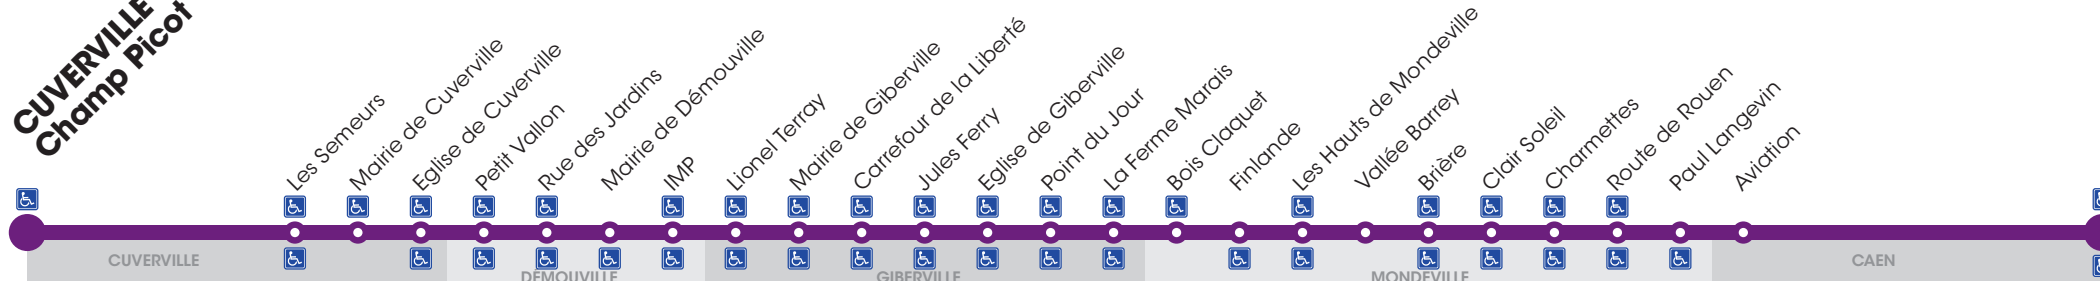 CUVERVILLE
Champ Picot
Les Semeurs
Mairie de Cuverville
Eglise de Cuverville
Petit Vallon
Rue des Jardins
Mairie de Démouville
IMP
Lionel Terray
Mairie de Giberville
Carrefour de la Liberté
Jules Ferry
Eglise de Giberville
Point du Jour
La Ferme Marais
Bois Claquet
Finlande
Les Hauts de Mondeville
Vallée Barrey
Brière
Clair Soleil
Charmettes
Route de Rouen
Paul Langevin
Aviation
CUVERVILLE
DÉMOUVILLE
GIBERVILLE
MONDEVILLE
CAEN